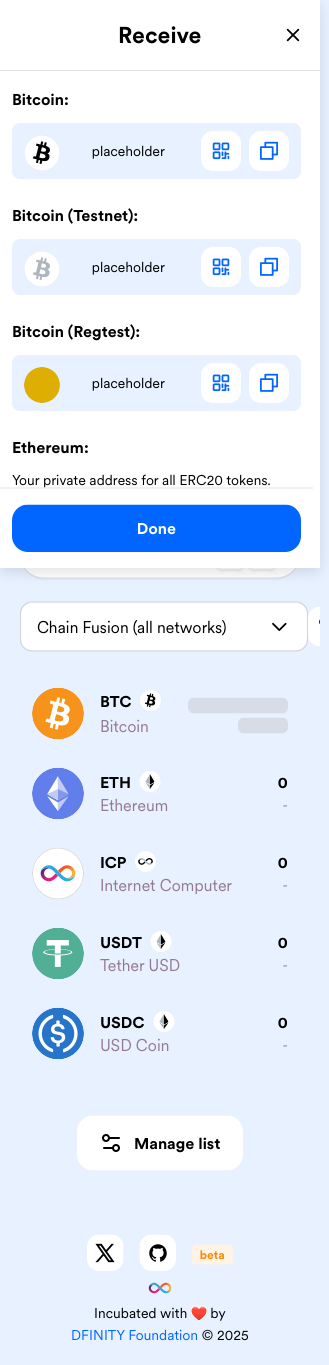 Receive
Bitcoin:
placeholder
Bitcoin (Testnet):
placeholder
Bitcoin (Regtest):
placeholder
Ethereum:
Your private address for all ERC20 tokens.
Done
Chain Fusion (all networks)
BTC
Bitcoin
ETH 0
Ethereum -
ICP 0
Internet Computer -
USDT 0
Tether USD -
USDC 0
USD Coin -
Manage list
beta
Incubated with ❤️ by
DFINITY Foundation © 2025